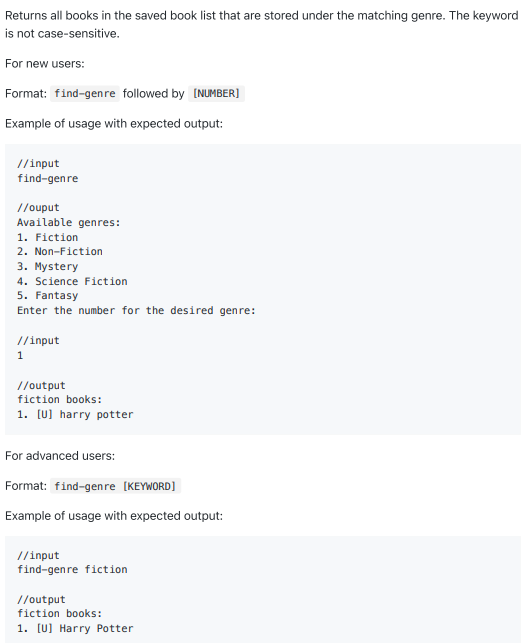 Returns all books in the saved book list that are stored under the matching genre. The keyword
is not case-sensitive.
For new users:
Format: find-genre followed by [NUMBER]
Example of usage with expected output:
//input
find-genre
//ouput
Available genres:
1. Fiction
2. Non-Fiction
3. Mystery
4. Science Fiction
5. Fantasy
Enter the number for the desired genre:
//input
1
//output
fiction books:
1. [U] harry potter
For advanced users:
Format: find-genre [KEYWORD]
Example of usage with expected output:
//input
find-genre fiction
//output
fiction books:
1. [U] Harry Potter